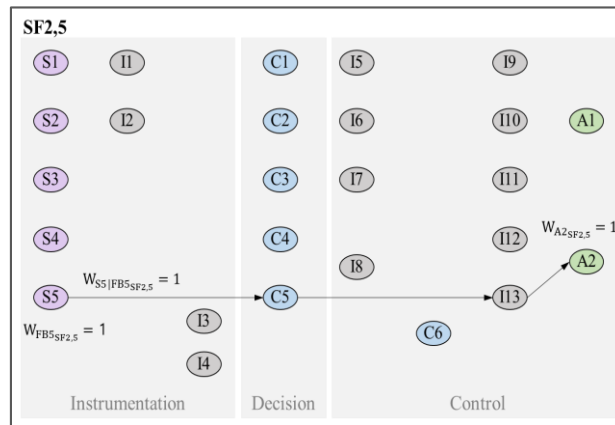 SF2,5
S1 I1 C1 I5 I9
S2 I2 C2 I6 I10 A1
S3 C3 I7 I11
S4 C4 I12 W_A2_SF2,5 = 1
I8 A2
W_S5|FB5_SF2,5 = 1
S5 C5 I13
I3
W_FB5_SF2,5 = 1 C6
I4
Instrumentation Decision Control